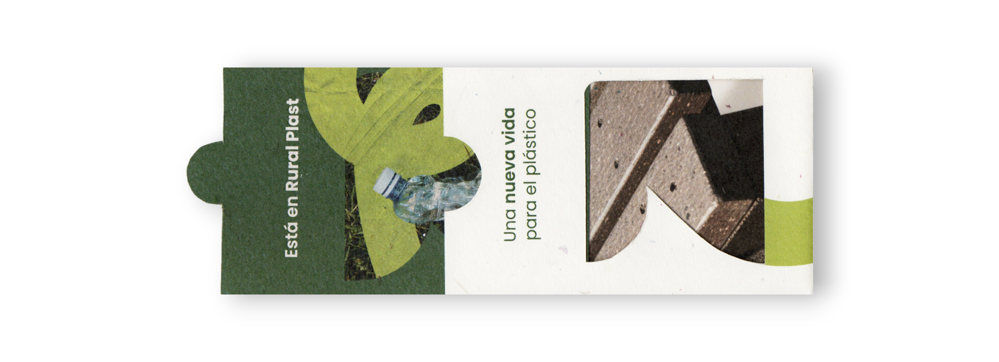 Está en Rural Plast
Una nueva vida
para el plástico